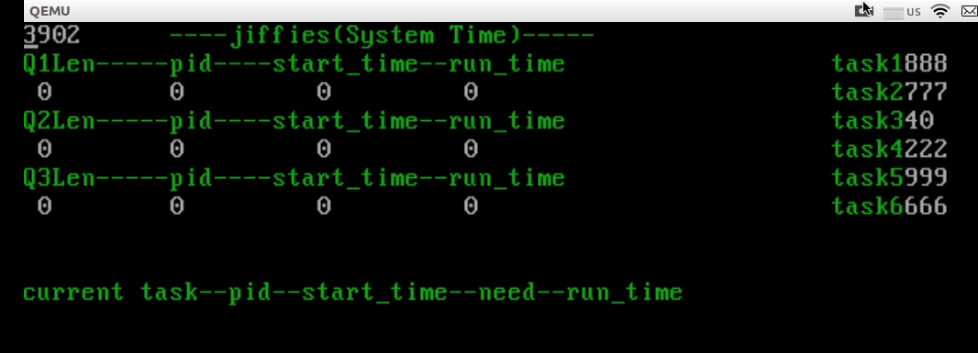 QEMU us
3902 ----jiffies(System Time)-----
Q1Len-----pid----start_time--run_time task1888
0 0 0 0 task2777
Q2Len-----pid----start_time--run_time task340
0 0 0 0 task4222
Q3Len-----pid----start_time--run_time task5999
0 0 0 0 task6666
current task--pid--start_time--need--run_time